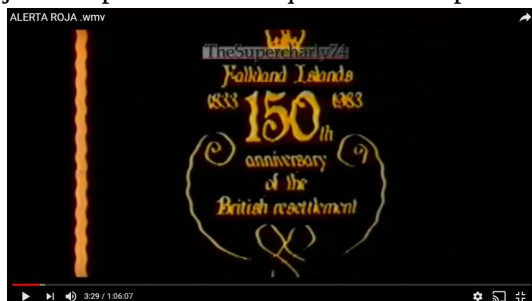 ALERTA ROJA .wmv
TheSupercharly74
Falkland Islands
1833 150th 1983
anniversary
of the
British resettlement
3:29 / 1:06:07